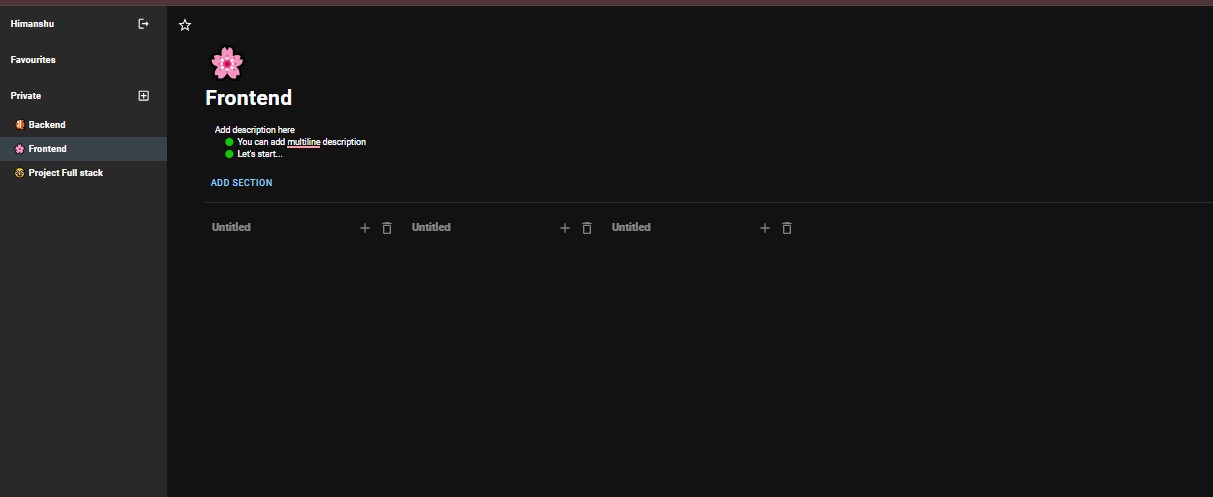 Himanshu
Favourites
Private
Backend
Frontend
Project Full stack
Frontend
Add description here
You can add multiline description
Let's start...
ADD SECTION
Untitled Untitled Untitled